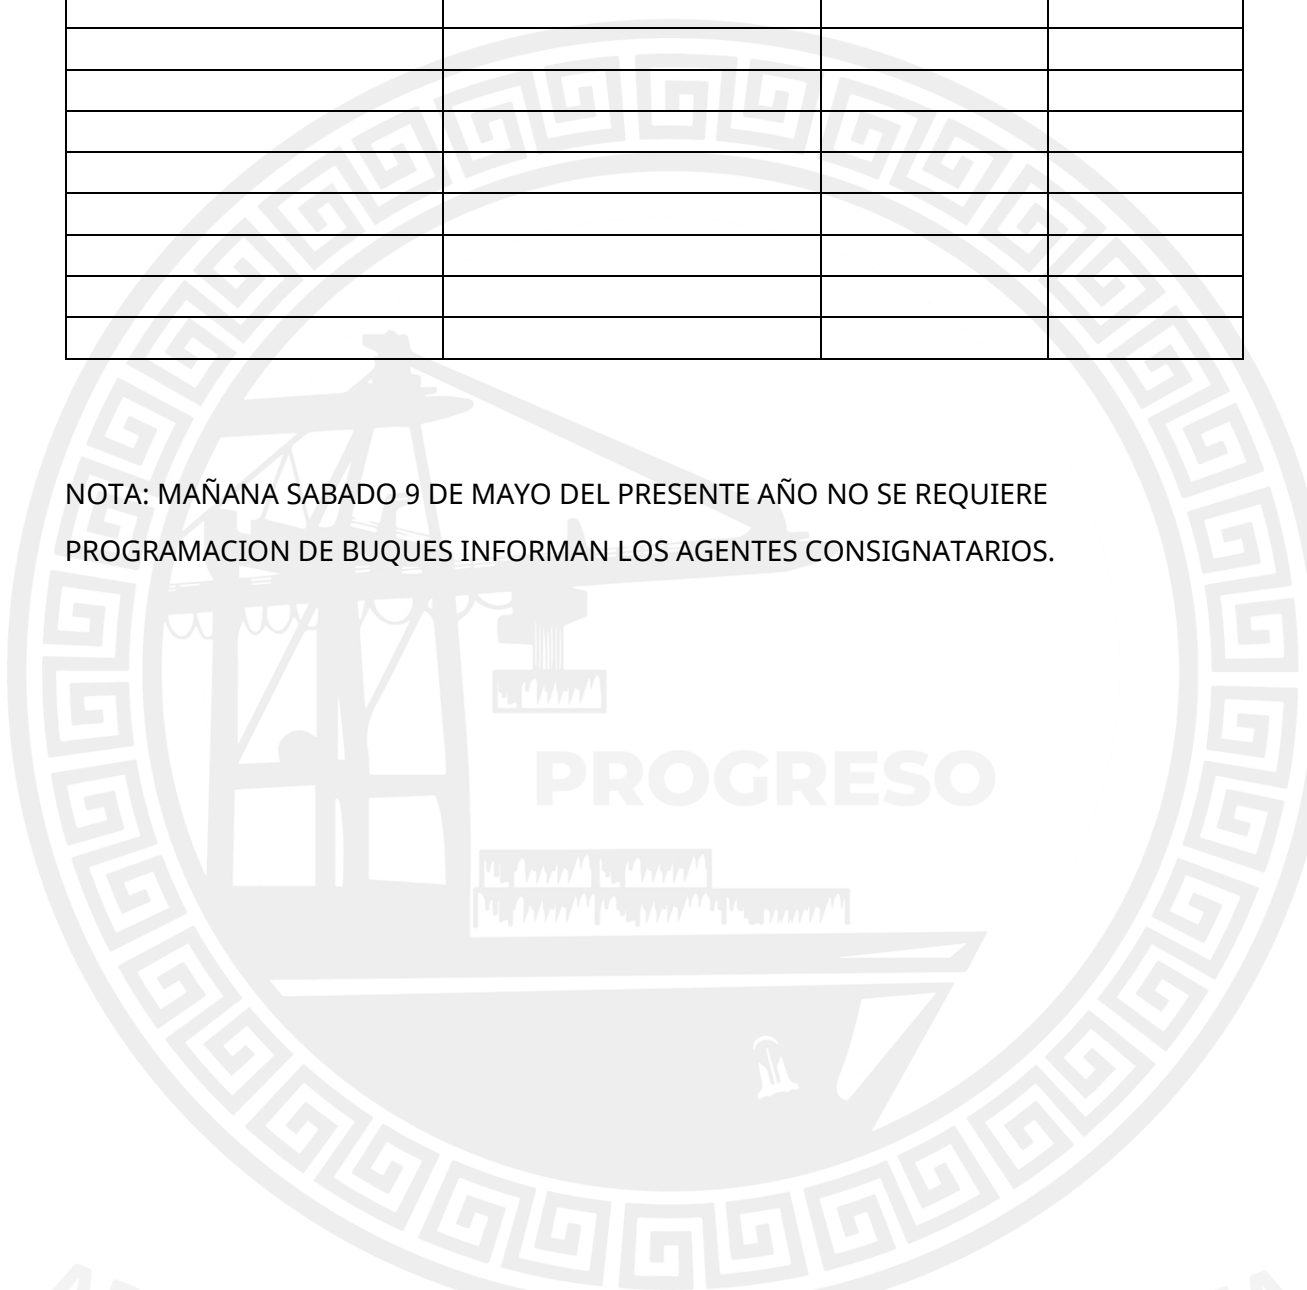 NOTA: MAÑANA SABADO 9 DE MAYO DEL PRESENTE AÑO NO SE REQUIERE
PROGRAMACION DE BUQUES INFORMAN LOS AGENTES CONSIGNATARIOS.
PROGRESO